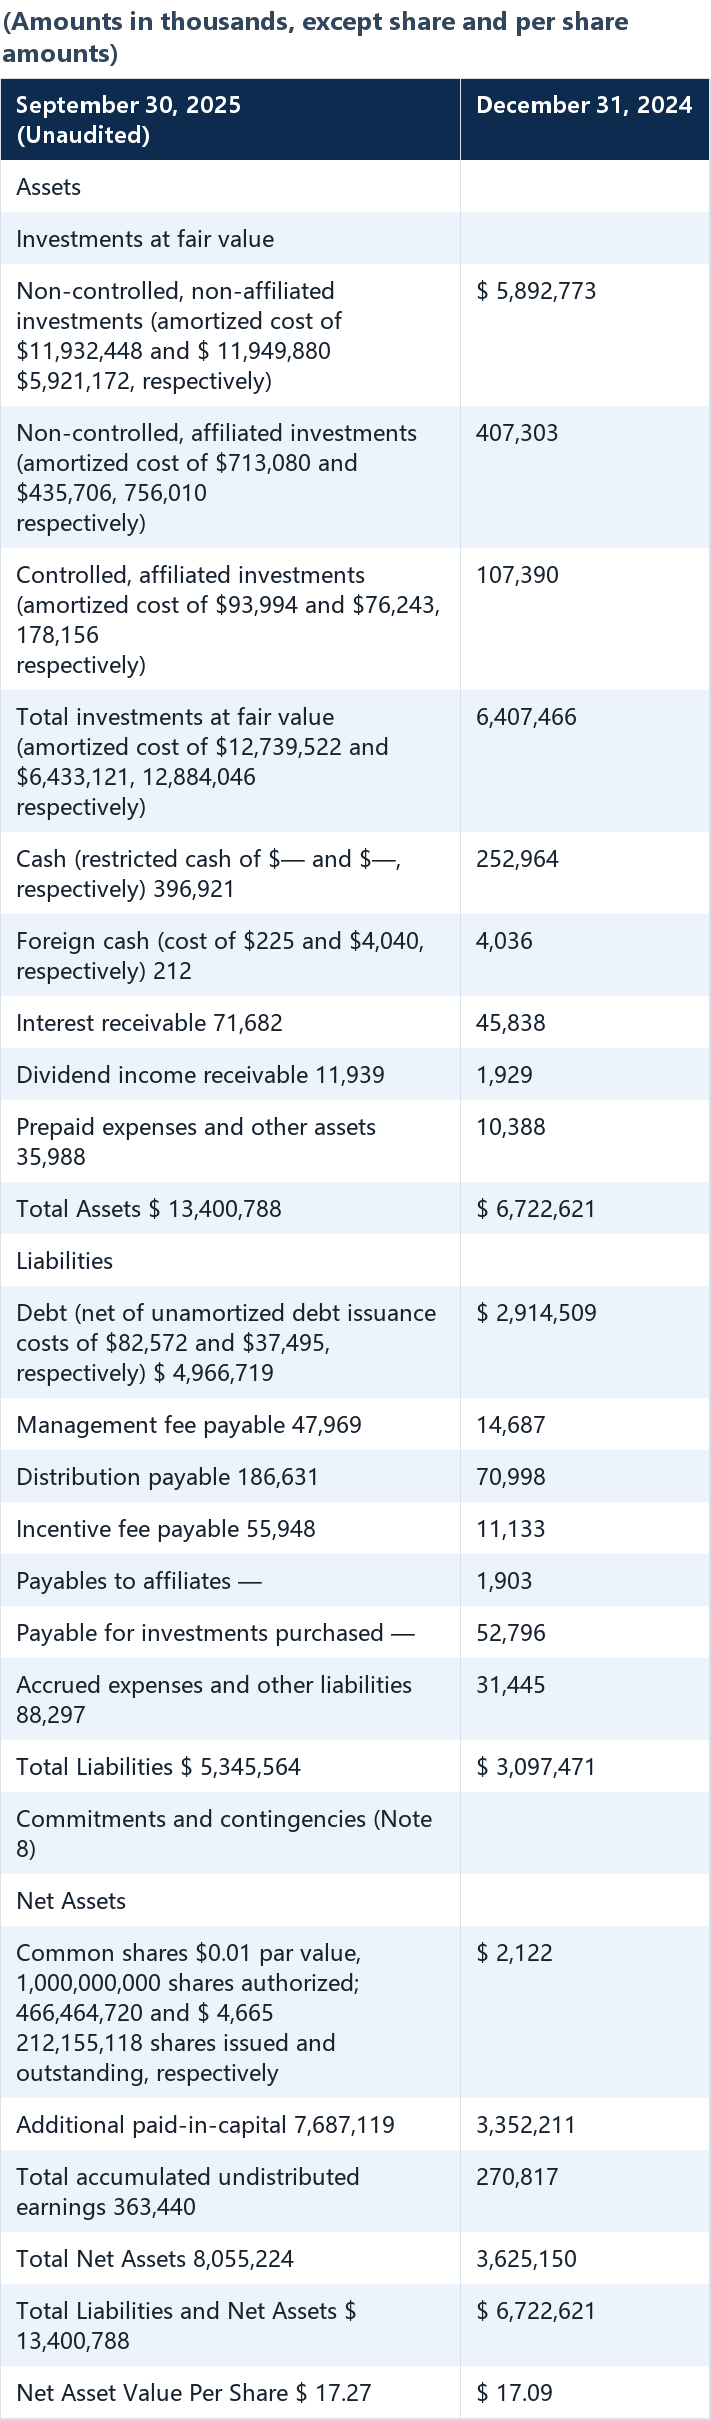 (Amounts in thousands, except share and per share
amounts)
September 30, 2025
(Unaudited)
December 31, 2024
Assets
Investments at fair value
Non-controlled, non-affiliated
investments (amortized cost of
$11,932,448 and $ 11,949,880
$5,921,172, respectively)
$ 5,892,773
Non-controlled, affiliated investments
(amortized cost of $713,080 and
$435,706, 756,010
respectively)
407,303
Controlled, affiliated investments
(amortized cost of $93,994 and $76,243,
178,156
respectively)
107,390
Total investments at fair value
(amortized cost of $12,739,522 and
$6,433,121, 12,884,046
respectively)
6,407,466
Cash (restricted cash of $— and $—,
respectively) 396,921
252,964
Foreign cash (cost of $225 and $4,040,
respectively) 212
4,036
Interest receivable 71,682
45,838
Dividend income receivable 11,939
1,929
Prepaid expenses and other assets
35,988
10,388
Total Assets $ 13,400,788
$ 6,722,621
Liabilities
Debt (net of unamortized debt issuance
costs of $82,572 and $37,495,
respectively) $ 4,966,719
$ 2,914,509
Management fee payable 47,969
14,687
Distribution payable 186,631
70,998
Incentive fee payable 55,948
11,133
Payables to affiliates —
1,903
Payable for investments purchased —
52,796
Accrued expenses and other liabilities
88,297
31,445
Total Liabilities $ 5,345,564
$ 3,097,471
Commitments and contingencies (Note
8)
Net Assets
Common shares $0.01 par value,
1,000,000,000 shares authorized;
466,464,720 and $ 4,665
212,155,118 shares issued and
outstanding, respectively
$ 2,122
Additional paid-in-capital 7,687,119
3,352,211
Total accumulated undistributed
earnings 363,440
270,817
Total Net Assets 8,055,224
3,625,150
Total Liabilities and Net Assets $
13,400,788
$ 6,722,621
Net Asset Value Per Share $ 17.27
$ 17.09